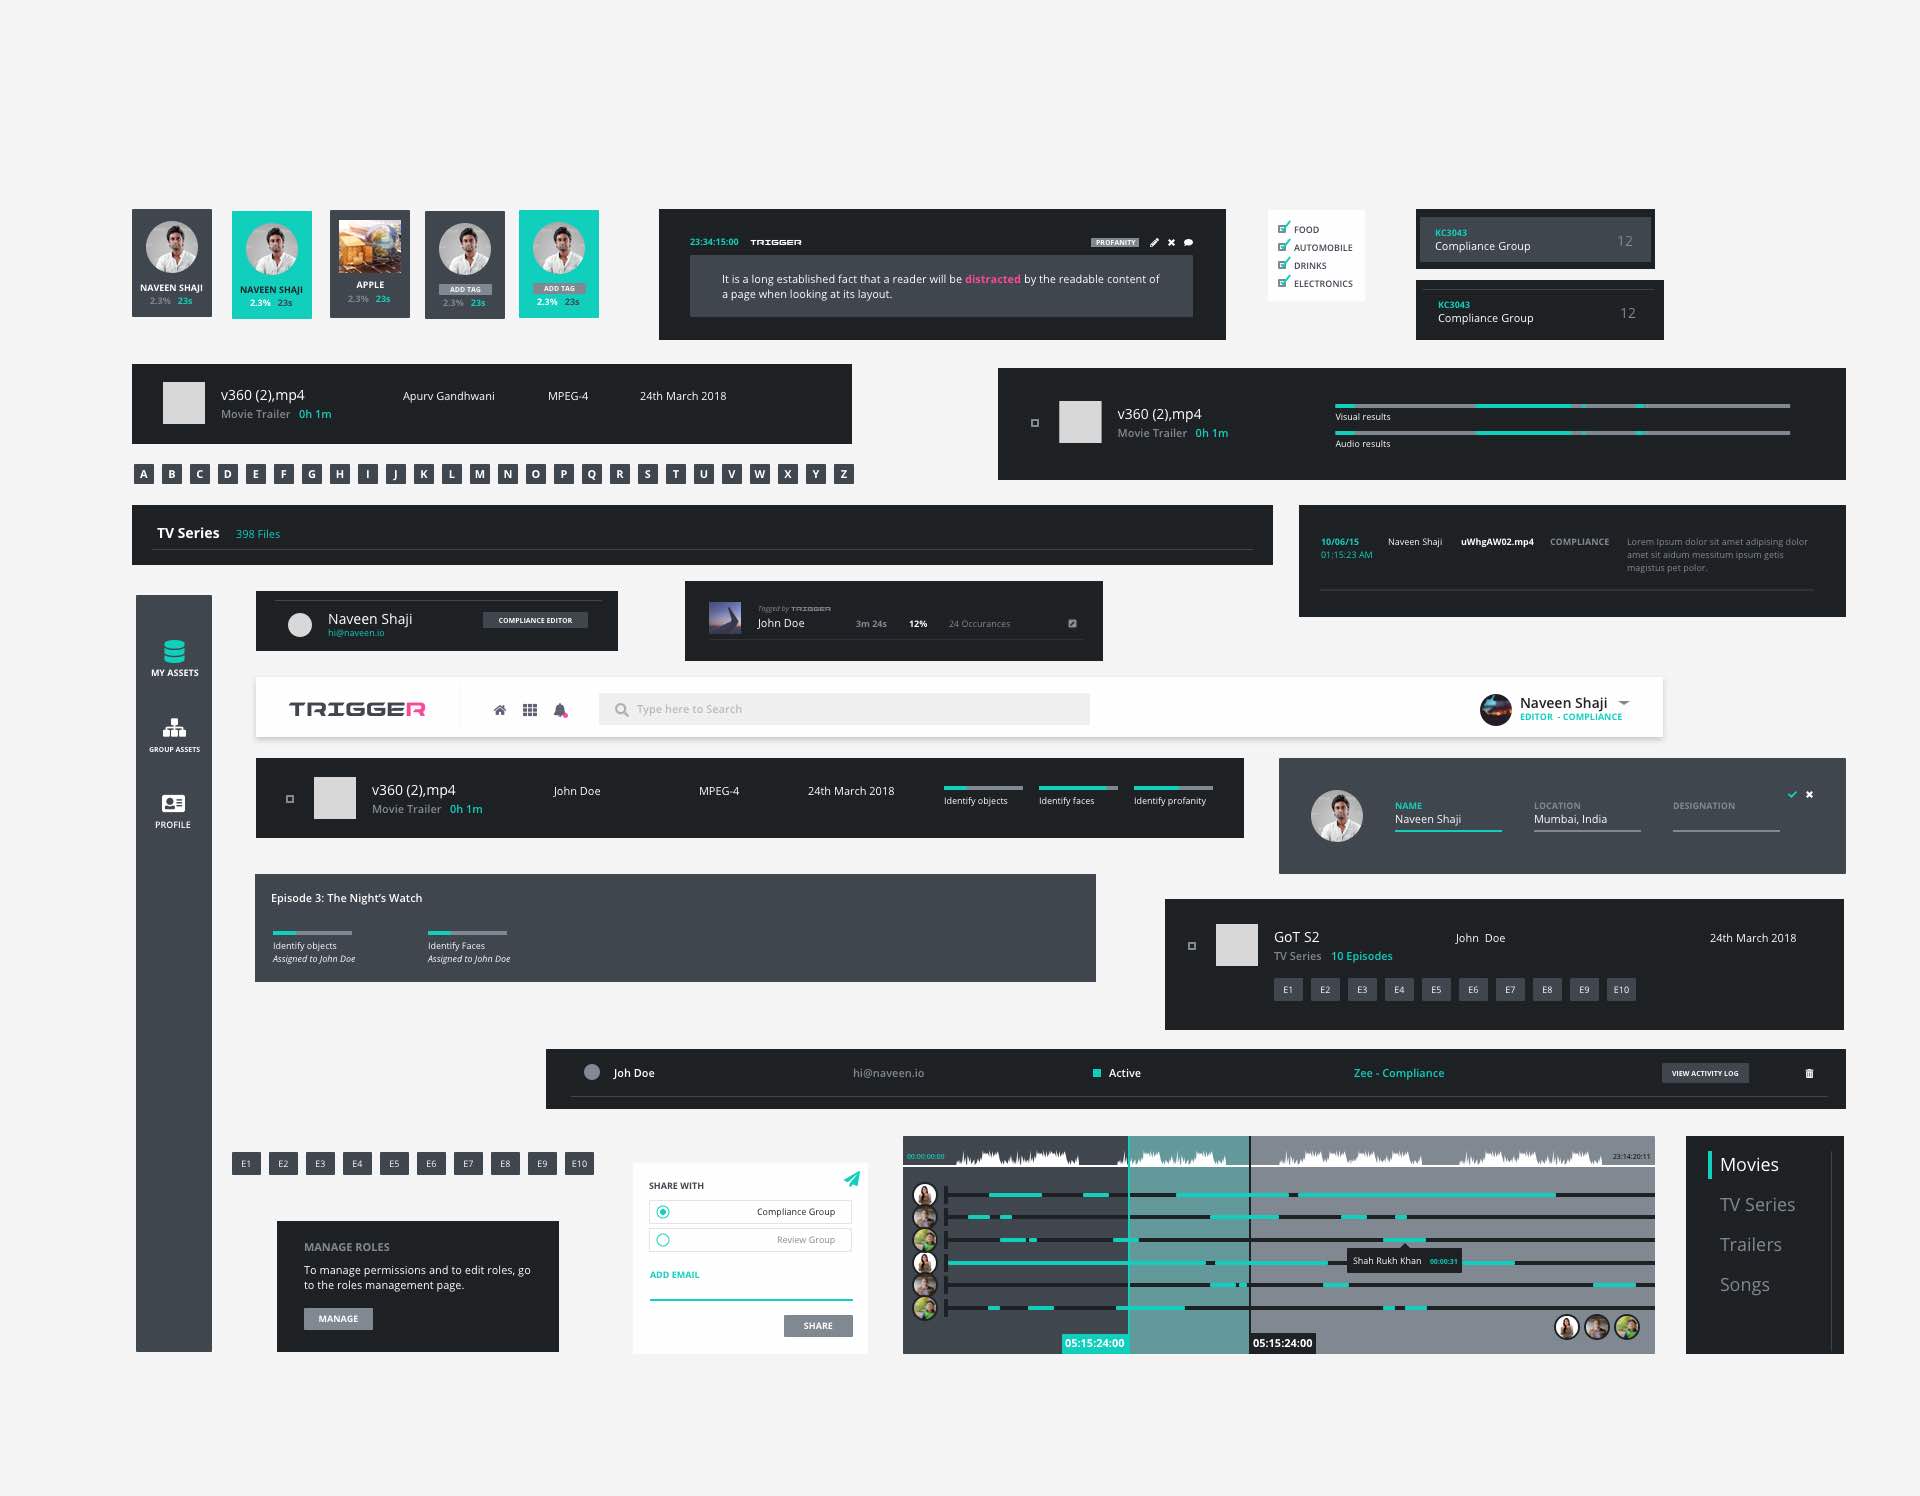 NAVEEN SHAJI
2.3% 23s
NAVEEN SHAJI
2.3% 23s
APPLE
2.3% 23s
ADD TAG
2.3% 23s
ADD TAG
2.3% 23s
23:34:15:00 TRIGGER PROFANITY
It is a long established fact that a reader will be distracted by the readable content of
a page when looking at its layout.
FOOD
AUTOMOBILE
DRINKS
ELECTRONICS
KC3043
Compliance Group 12
KC3043
Compliance Group 12
v360 (2),mp4 Apurv Gandhwani MPEG-4 24th March 2018
Movie Trailer 0h 1m
v360 (2),mp4
Movie Trailer 0h 1m
Visual results
Audio results
A B C D E F G H I J K L M N O P Q R S T U V W X Y Z
TV Series 398 Files
10/06/15 Naveen Shaji uWhgAW02.mp4 COMPLIANCE
01:15:23 AM
Lorem Ipsum dolor sit amet adipising dolor
amet sit aidum messitum ipsum getis
magistus pet polor.
MY ASSETS
GROUP ASSETS
PROFILE
Naveen Shaji
hi@naveen.io
COMPLIANCE EDITOR
Tagged by TRIGGER
John Doe 3m 24s 12% 24 Occurances
TRIGGER
Type here to Search
Naveen Shaji
EDITOR - COMPLIANCE
v360 (2),mp4 John Doe MPEG-4 24th March 2018
Movie Trailer 0h 1m
Identify objects Identify faces Identify profanity
NAME LOCATION DESIGNATION
Naveen Shaji Mumbai, India
Episode 3: The Night's Watch
Identify objects Identify Faces
Assigned to John Doe Assigned to John Doe
GoT S2 John Doe 24th March 2018
TV Series 10 Episodes
E1 E2 E3 E4 E5 E6 E7 E8 E9 E10
Joh Doe hi@naveen.io Active Zee - Compliance VIEW ACTIVITY LOG
E1 E2 E3 E4 E5 E6 E7 E8 E9 E10
MANAGE ROLES
To manage permissions and to edit roles, go
to the roles management page.
MANAGE
SHARE WITH
Compliance Group
Review Group
ADD EMAIL
SHARE
00:00:00:00 23:14:20:11
Shah Rukh Khan 00:00:31
05:15:24:00 05:15:24:00
Movies
TV Series
Trailers
Songs